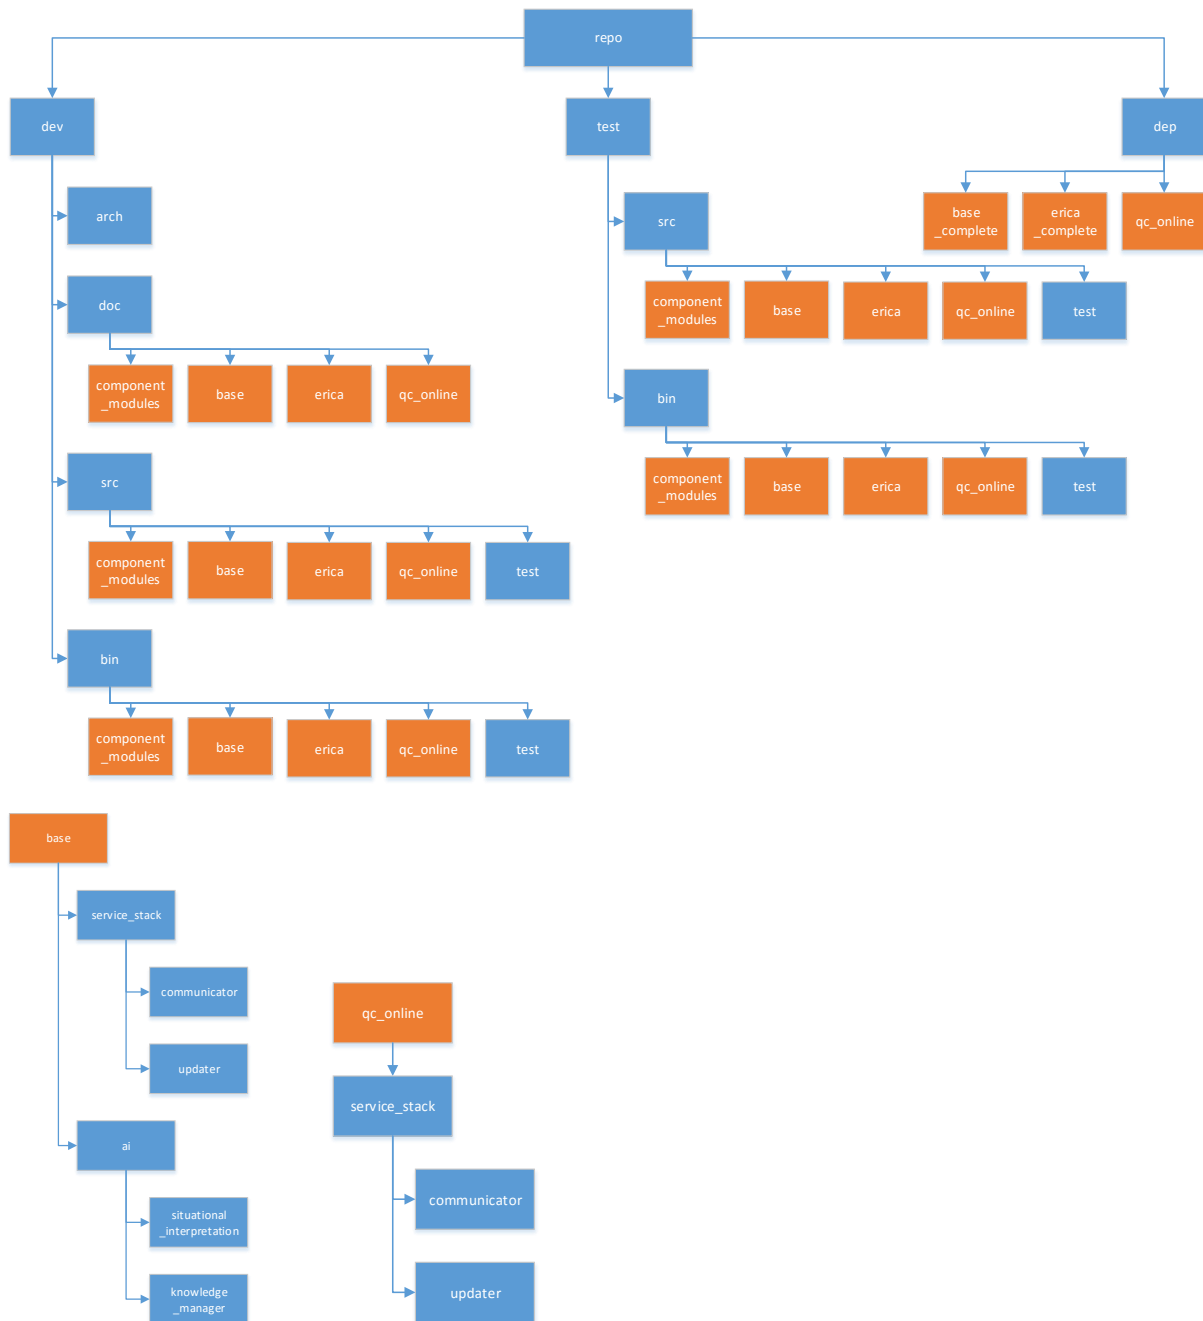 repo
dev
test
dep
arch
src
base
_complete
erica
_complete
qc_online
doc
component
_modules
base
erica
qc_online
test
component
_modules
base
erica
qc_online
bin
src
component
_modules
base
erica
qc_online
test
component
_modules
base
erica
qc_online
test
bin
component
_modules
base
erica
qc_online
test
base
service_stack
communicator
updater
ai
situational
_interpretation
knowledge
_manager
qc_online
service_stack
communicator
updater